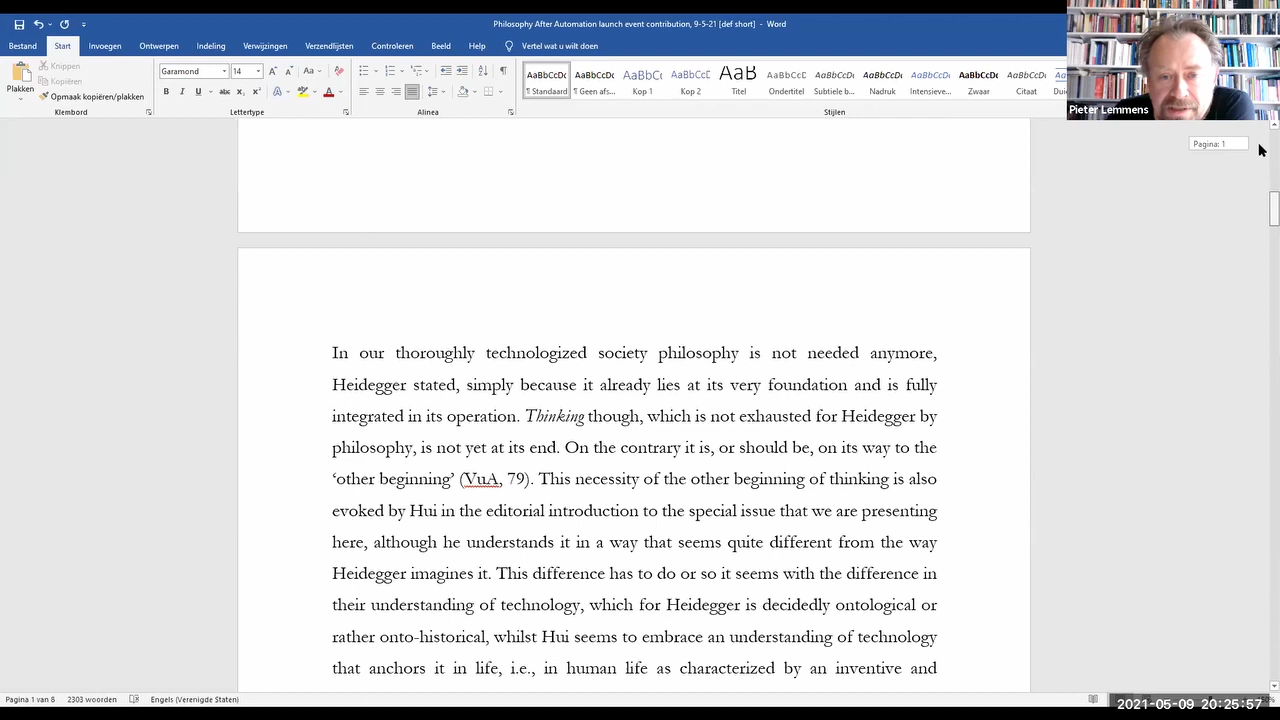 Philosophy After Automation launch event contribution, 9-5-21 [def short] - Word
Bestand Start Invoegen Ontwerpen Indeling Verwijzingen Verzendlijsten Controleren Beeld Help Vertel wat u wilt doen
Plakken
Knippen
Kopiëren
Opmaak kopiëren/plakken
Klembord
Garamond 14
Lettertype
Alinea
AaBbCcDc AaBbCcDc AaBbCc AaBbCcD AaB AaBbCcD AaBbCcDc AaBbCcDc AaBbCcDc AaBbCcDc AaBbCcDc
¶ Standaard ¶ Geen afs... Kop 1 Kop 2 Titel Ondertitel Subtiele b... Nadruk Intensieve... Zwaar Citaat
Stijlen
Pieter Lemmens
Pagina: 1
In our thoroughly technologized society philosophy is not needed anymore,
Heidegger stated, simply because it already lies at its very foundation and is fully
integrated in its operation. Thinking though, which is not exhausted for Heidegger by
philosophy, is not yet at its end. On the contrary it is, or should be, on its way to the
‘other beginning’ (VuA, 79). This necessity of the other beginning of thinking is also
evoked by Hui in the editorial introduction to the special issue that we are presenting
here, although he understands it in a way that seems quite different from the way
Heidegger imagines it. This difference has to do or so it seems with the difference in
their understanding of technology, which for Heidegger is decidedly ontological or
rather onto-historical, whilst Hui seems to embrace an understanding of technology
that anchors it in life, i.e., in human life as characterized by an inventive and
Pagina 1 van 8 2303 woorden Engels (Verenigde Staten)
2021-05-09 20:25:57